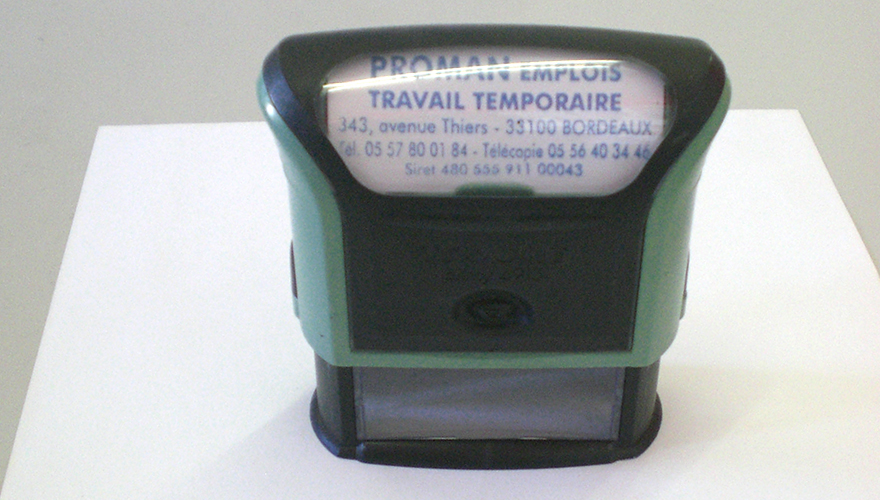 PROMAN EMPLOIS
TRAVAIL TEMPORAIRE
343, avenue Thiers - 33100 BORDEAUX
Tél. 05 57 80 01 84 - Télécopie 05 56 40 34 46
Siret 480 555 911 00043